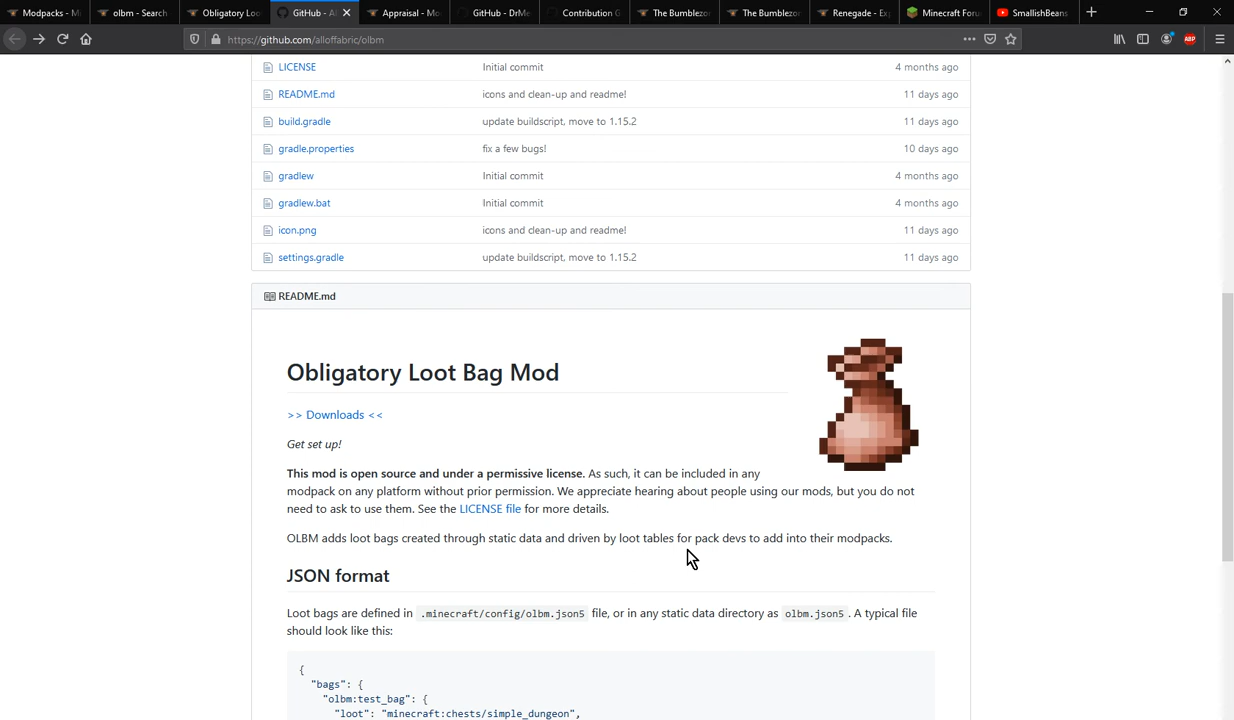 Modpacks - Mi
olbm - Search
Obligatory Loo
GitHub - Al
Appraisal - Mo
GitHub - DrMe
Contribution G
The Bumblezo
The Bumblezo
Renegade - Exp
Minecraft Foru
SmallishBeans
https://github.com/alloffabric/olbm
ABP
LICENSE Initial commit 4 months ago
README.md icons and clean-up and readme! 11 days ago
build.gradle update buildscript, move to 1.15.2 11 days ago
gradle.properties fix a few bugs! 10 days ago
gradlew Initial commit 4 months ago
gradlew.bat Initial commit 4 months ago
icon.png icons and clean-up and readme! 11 days ago
settings.gradle update buildscript, move to 1.15.2 11 days ago
README.md
Obligatory Loot Bag Mod
>> Downloads <<
Get set up!
This mod is open source and under a permissive license. As such, it can be included in any
modpack on any platform without prior permission. We appreciate hearing about people using our mods, but you do not
need to ask to use them. See the LICENSE file for more details.
OLBM adds loot bags created through static data and driven by loot tables for pack devs to add into their modpacks.
JSON format
Loot bags are defined in .minecraft/config/olbm.json5 file, or in any static data directory as olbm.json5 . A typical file
should look like this:
{
"bags": {
"olbm:test_bag": {
"loot": "minecraft:chests/simple_dungeon",